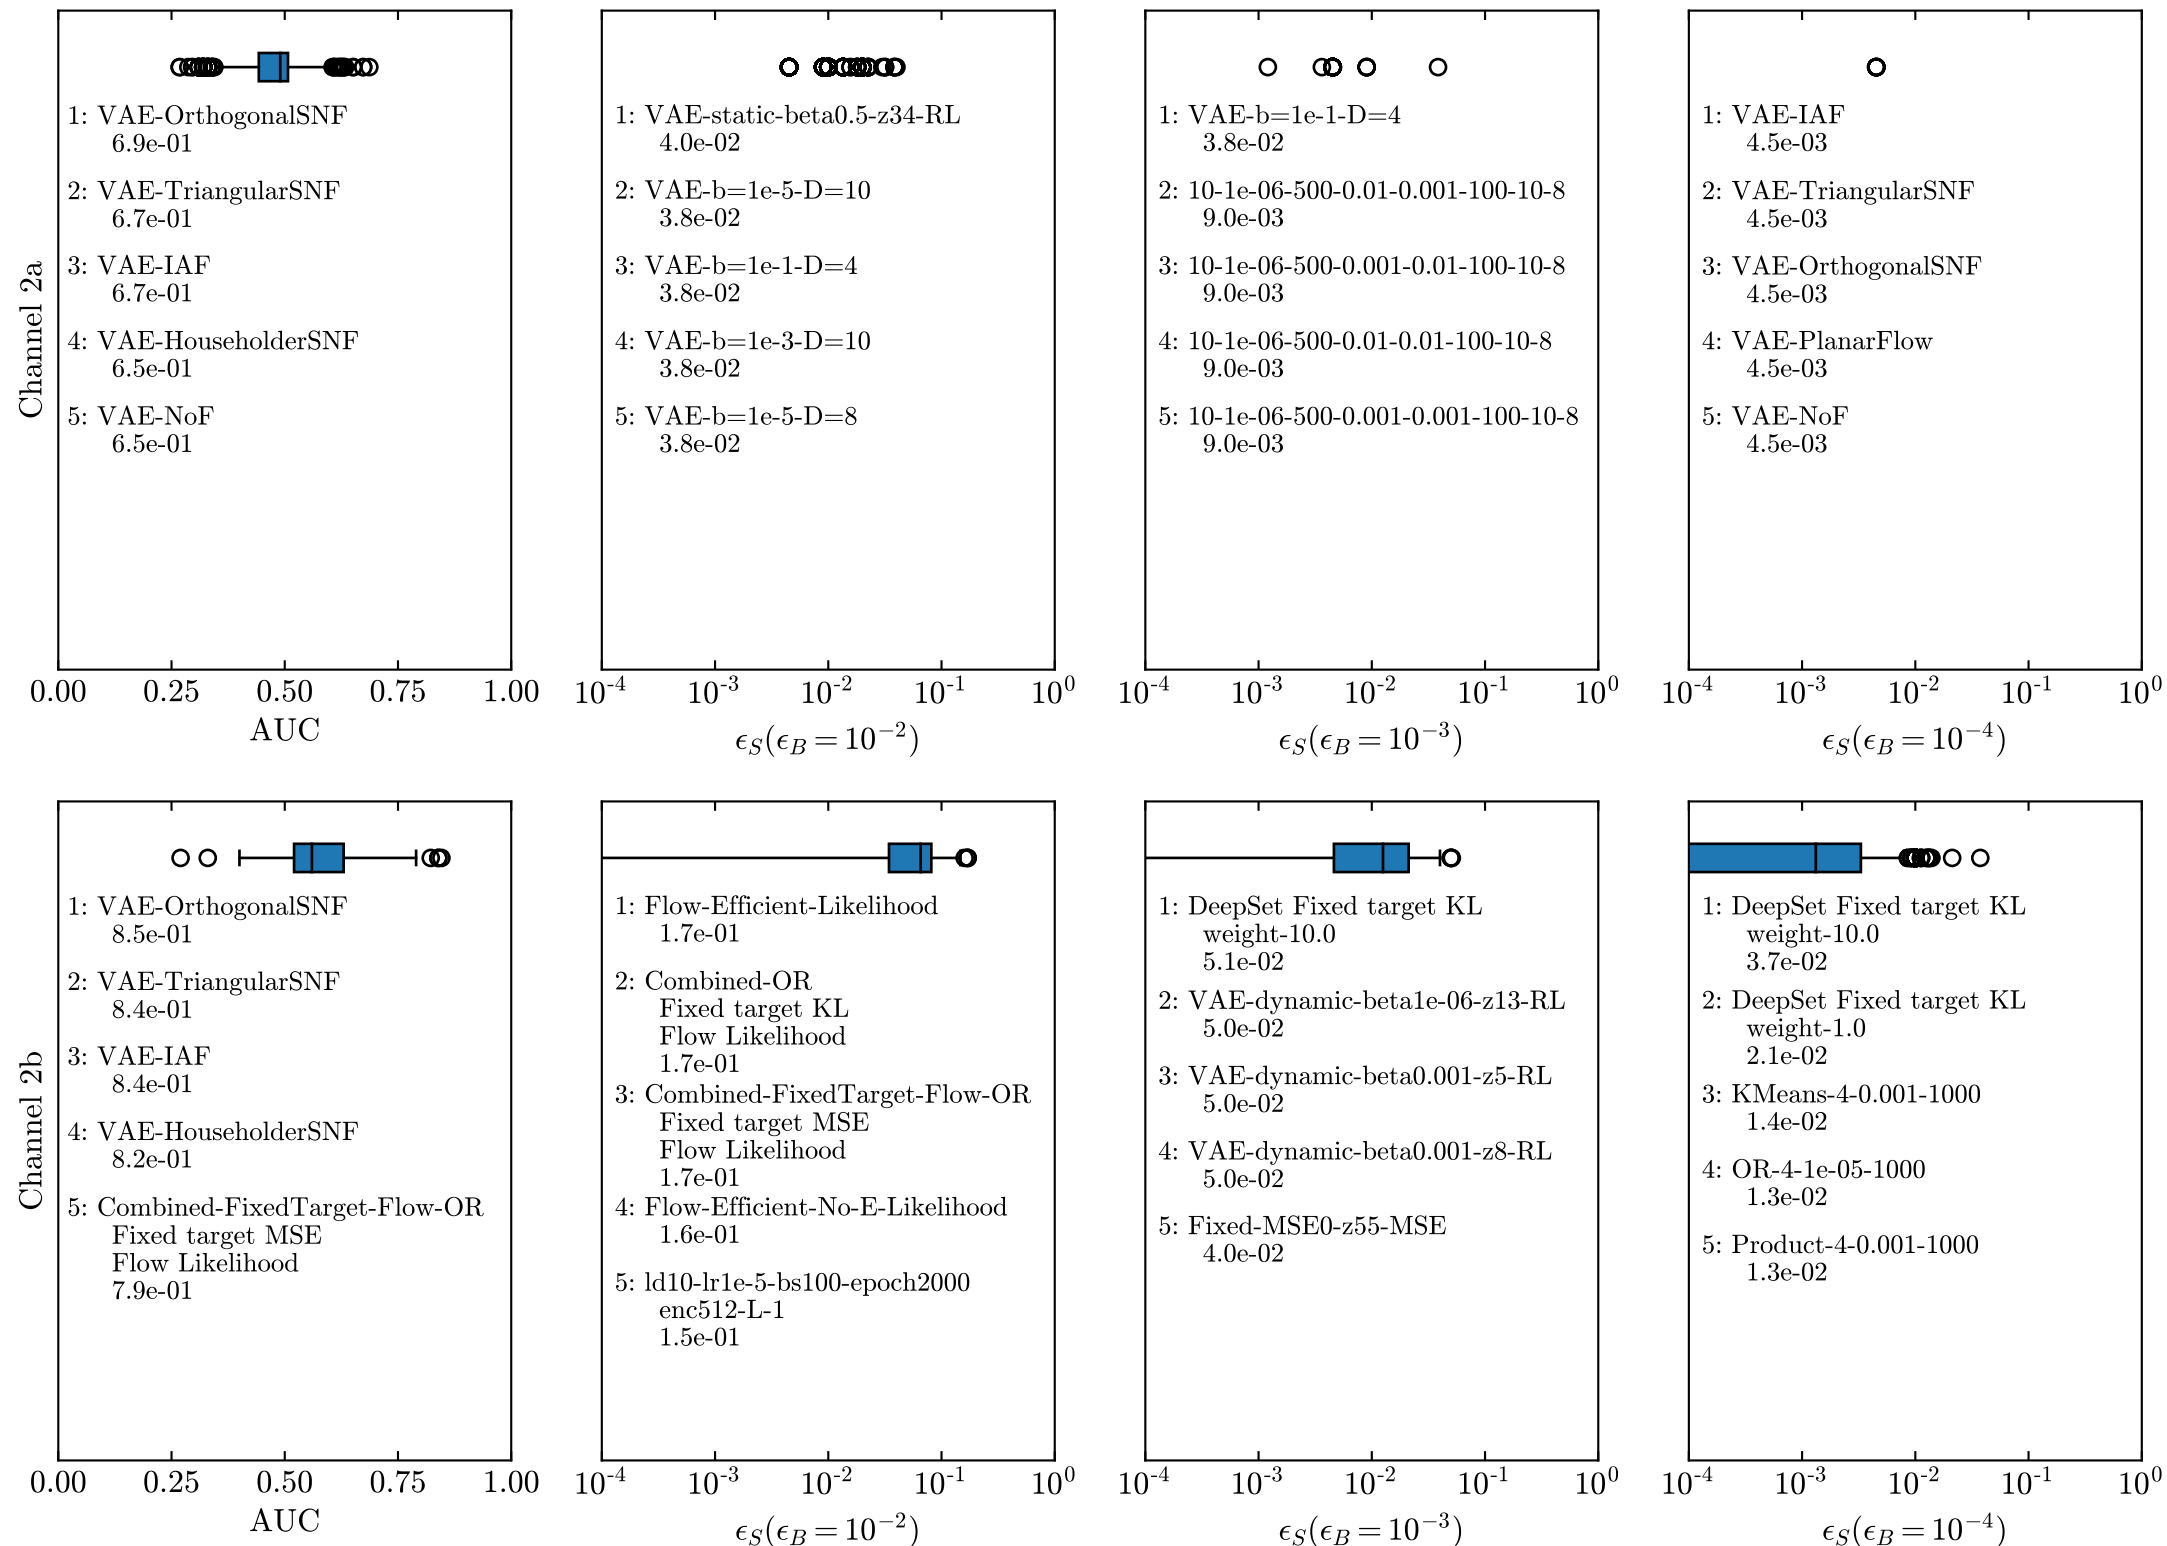 Channel 2a
1: VAE-OrthogonalSNF
6.9e-01
2: VAE-TriangularSNF
6.7e-01
3: VAE-IAF
6.7e-01
4: VAE-HouseholderSNF
6.5e-01
5: VAE-NoF
6.5e-01
0.00 0.25 0.50 0.75 1.00
AUC
1: VAE-static-beta0.5-z34-RL
4.0e-02
2: VAE-b=1e-5-D=10
3.8e-02
3: VAE-b=1e-1-D=4
3.8e-02
4: VAE-b=1e-3-D=10
3.8e-02
5: VAE-b=1e-5-D=8
3.8e-02
10⁻⁴ 10⁻³ 10⁻² 10⁻¹ 10⁰
ϵ_S(ϵ_B = 10⁻²)
1: VAE-b=1e-1-D=4
3.8e-02
2: 10-1e-06-500-0.01-0.001-100-10-8
9.0e-03
3: 10-1e-06-500-0.001-0.01-100-10-8
9.0e-03
4: 10-1e-06-500-0.01-0.01-100-10-8
9.0e-03
5: 10-1e-06-500-0.001-0.001-100-10-8
9.0e-03
10⁻⁴ 10⁻³ 10⁻² 10⁻¹ 10⁰
ϵ_S(ϵ_B = 10⁻³)
1: VAE-IAF
4.5e-03
2: VAE-TriangularSNF
4.5e-03
3: VAE-OrthogonalSNF
4.5e-03
4: VAE-PlanarFlow
4.5e-03
5: VAE-NoF
4.5e-03
10⁻⁴ 10⁻³ 10⁻² 10⁻¹ 10⁰
ϵ_S(ϵ_B = 10⁻⁴)
Channel 2b
1: VAE-OrthogonalSNF
8.5e-01
2: VAE-TriangularSNF
8.4e-01
3: VAE-IAF
8.4e-01
4: VAE-HouseholderSNF
8.2e-01
5: Combined-FixedTarget-Flow-OR
Fixed target MSE
Flow Likelihood
7.9e-01
0.00 0.25 0.50 0.75 1.00
AUC
1: Flow-Efficient-Likelihood
1.7e-01
2: Combined-OR
Fixed target KL
Flow Likelihood
1.7e-01
3: Combined-FixedTarget-Flow-OR
Fixed target MSE
Flow Likelihood
1.7e-01
4: Flow-Efficient-No-E-Likelihood
1.6e-01
5: ld10-lr1e-5-bs100-epoch2000
enc512-L-1
1.5e-01
10⁻⁴ 10⁻³ 10⁻² 10⁻¹ 10⁰
ϵ_S(ϵ_B = 10⁻²)
1: DeepSet Fixed target KL
weight-10.0
5.1e-02
2: VAE-dynamic-beta1e-06-z13-RL
5.0e-02
3: VAE-dynamic-beta0.001-z5-RL
5.0e-02
4: VAE-dynamic-beta0.001-z8-RL
5.0e-02
5: Fixed-MSE0-z55-MSE
4.0e-02
10⁻⁴ 10⁻³ 10⁻² 10⁻¹ 10⁰
ϵ_S(ϵ_B = 10⁻³)
1: DeepSet Fixed target KL
weight-10.0
3.7e-02
2: DeepSet Fixed target KL
weight-1.0
2.1e-02
3: KMeans-4-0.001-1000
1.4e-02
4: OR-4-1e-05-1000
1.3e-02
5: Product-4-0.001-1000
1.3e-02
10⁻⁴ 10⁻³ 10⁻² 10⁻¹ 10⁰
ϵ_S(ϵ_B = 10⁻⁴)